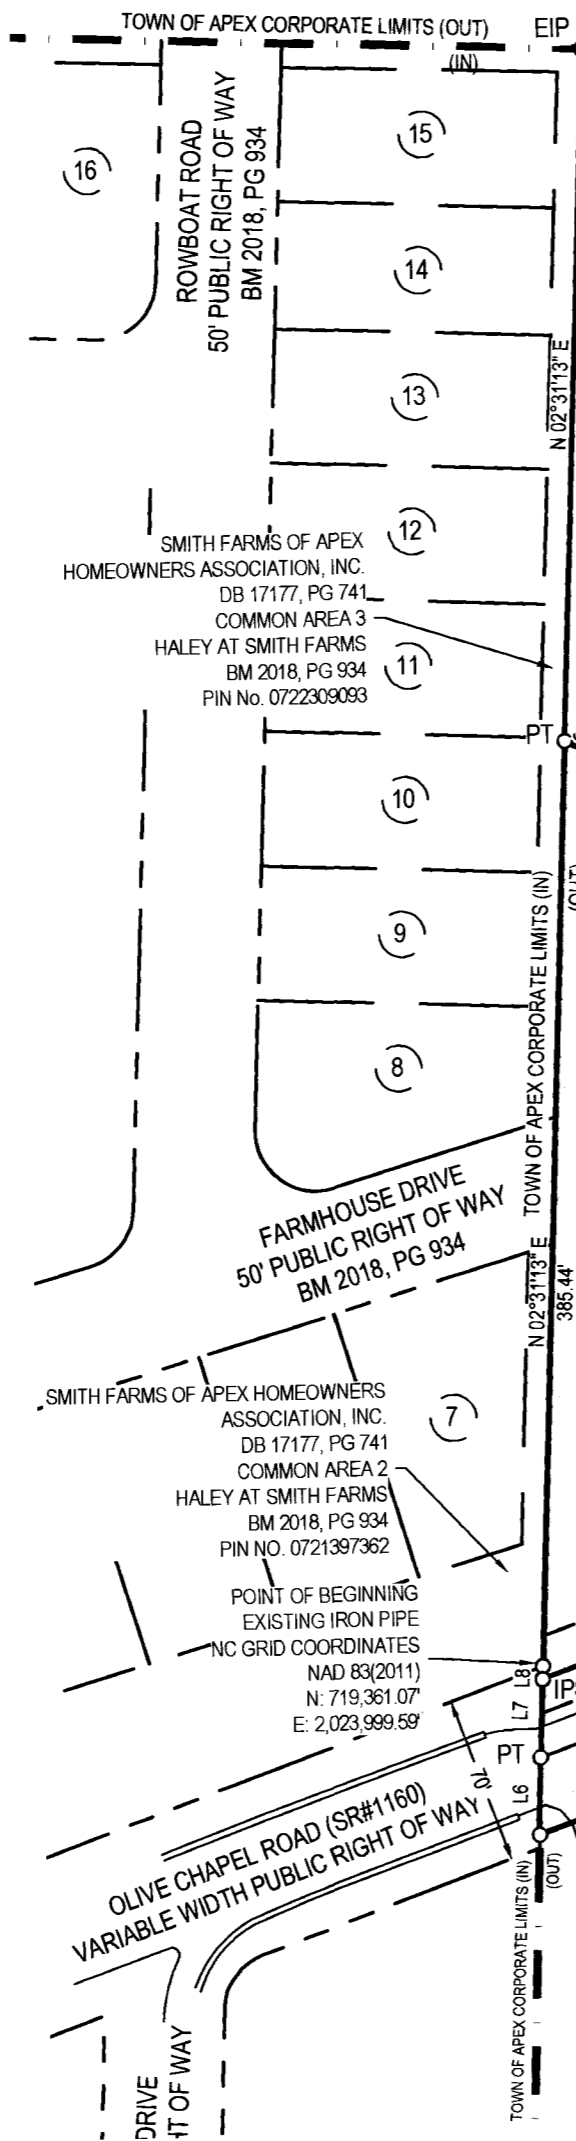 TOWN OF APEX CORPORATE LIMITS (OUT)
EIP
(IN)
16
ROWBOAT ROAD
50' PUBLIC RIGHT OF WAY
BM 2018, PG 934
15
14
13
N 02°31'13" E
12
SMITH FARMS OF APEX
HOMEOWNERS ASSOCIATION, INC.
DB 17177, PG 741
COMMON AREA 3
HALEY AT SMITH FARMS
BM 2018, PG 934
PIN No. 0722309093
11
PT
10
(OUT)
9
TOWN OF APEX CORPORATE LIMITS (IN)
8
FARMHOUSE DRIVE
50' PUBLIC RIGHT OF WAY
BM 2018, PG 934
N 02°31'13" E
385.44'
SMITH FARMS OF APEX HOMEOWNERS
ASSOCIATION, INC.
DB 17177, PG 741
COMMON AREA 2
HALEY AT SMITH FARMS
BM 2018, PG 934
PIN NO. 0721397362
7
POINT OF BEGINNING
EXISTING IRON PIPE
NC GRID COORDINATES
NAD 83(2011)
N: 719,361.07'
E: 2,023,999.59'
L8
IPS
L7
PT
70'
L6
OLIVE CHAPEL ROAD (SR#1160)
VARIABLE WIDTH PUBLIC RIGHT OF WAY
TOWN OF APEX CORPORATE LIMITS (IN)
(OUT)
DRIVE
HT OF WAY